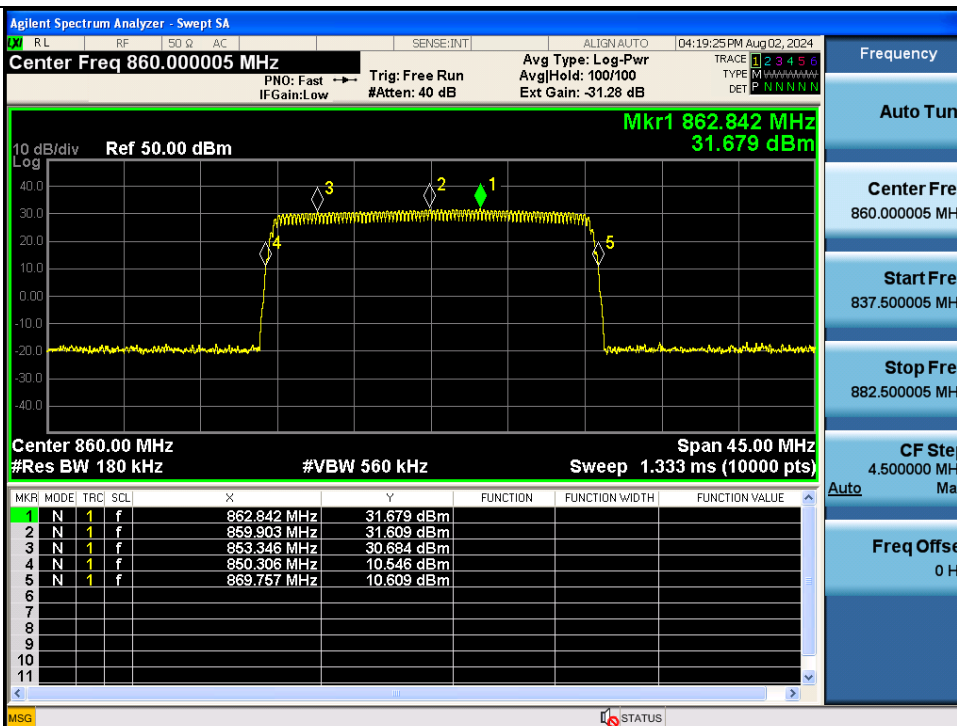 Agilent Spectrum Analyzer - Swept SA
LXI RL RF 50 Ω AC SENSE:INT ALIGN AUTO 04:19:25 PM Aug 02, 2024
Center Freq 860.000005 MHz
PNO: Fast
IFGain:Low
Trig: Free Run
#Atten: 40 dB
Avg Type: Log-Pwr
Avg|Hold: 100/100
Ext Gain: -31.28 dB
TRACE 1 2 3 4 5 6
TYPE M
DET P N N N N N
Mkr1 862.842 MHz
31.679 dBm
10 dB/div Ref 50.00 dBm
Log
40.0
30.0
20.0
10.0
0.00
-10.0
-20.0
-30.0
-40.0
3
2
1
4
5
Center 860.00 MHz Span 45.00 MHz
#Res BW 180 kHz #VBW 560 kHz Sweep 1.333 ms (10000 pts)
MKR MODE TRC SCL X Y FUNCTION FUNCTION WIDTH FUNCTION VALUE
1 N 1 f 862.842 MHz 31.679 dBm
2 N 1 f 859.903 MHz 31.609 dBm
3 N 1 f 853.346 MHz 30.684 dBm
4 N 1 f 850.306 MHz 10.546 dBm
5 N 1 f 869.757 MHz 10.609 dBm
6
7
8
9
10
11
MSG STATUS
Frequency
Auto Tun
Center Fre
860.000005 MH
Start Fre
837.500005 MH
Stop Fre
882.500005 MH
CF Step
4.500000 MH
Auto Ma
Freq Offse
0 H